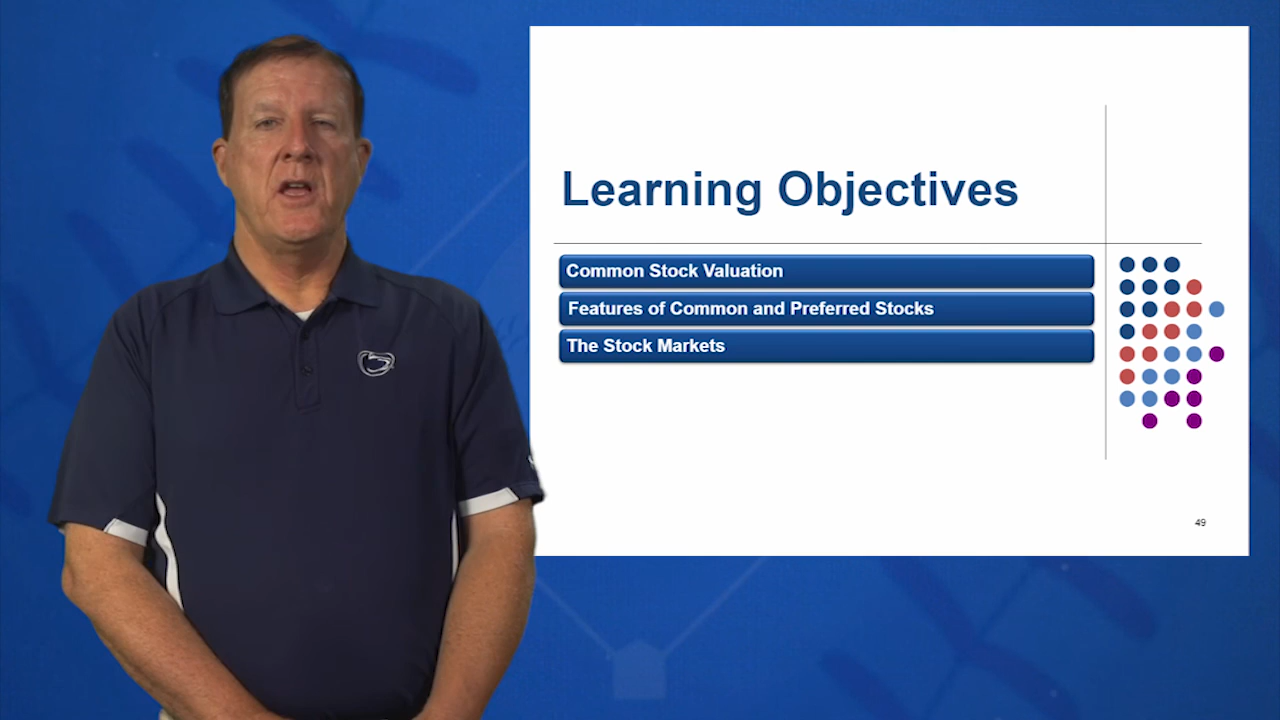 Learning Objectives
Common Stock Valuation
Features of Common and Preferred Stocks
The Stock Markets
49